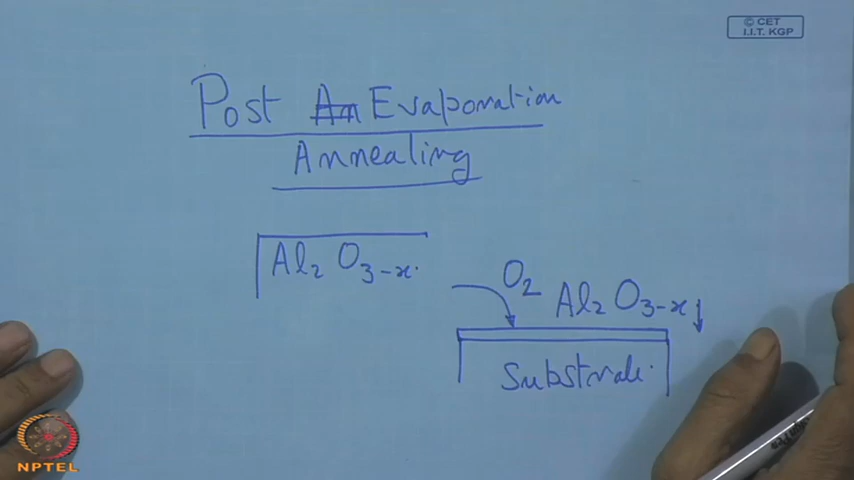 © CET
I.I.T. KGP
Post An Evaporation
Annealing
Al₂ O₃₋ₓ
O₂ Al₂ O₃₋ₓ ↓
Substrate
NPTEL